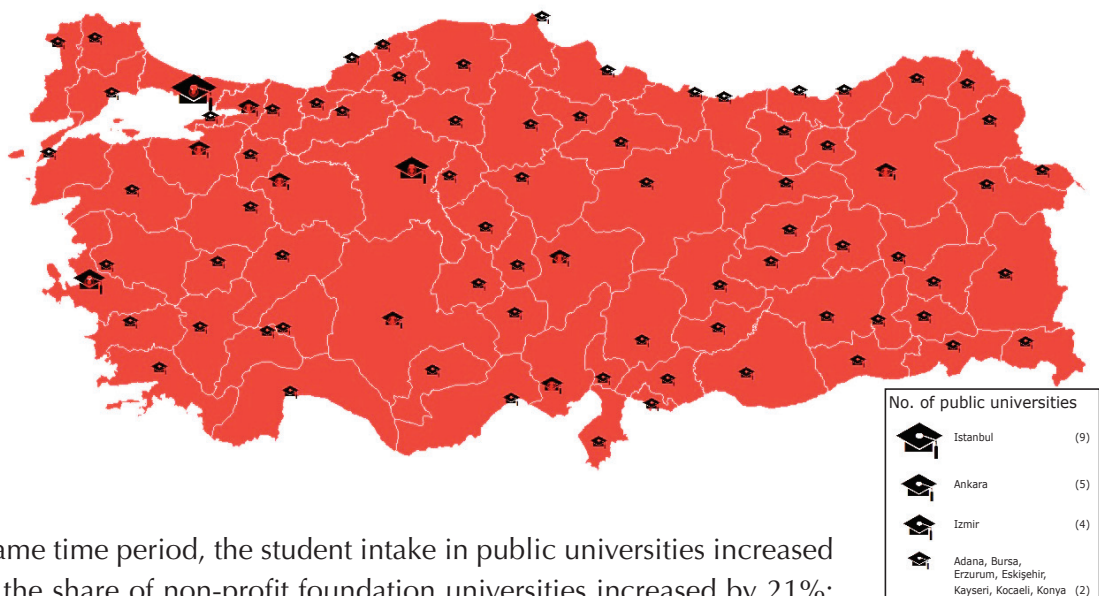 No. of public universities
Istanbul (9)
Ankara (5)
Izmir (4)
Adana, Bursa,
Erzurum, Eskişehir,
Kayseri, Kocaeli, Konya (2)
ame time period, the student intake in public universities increased
the share of non-profit foundation universities increased by 21%;